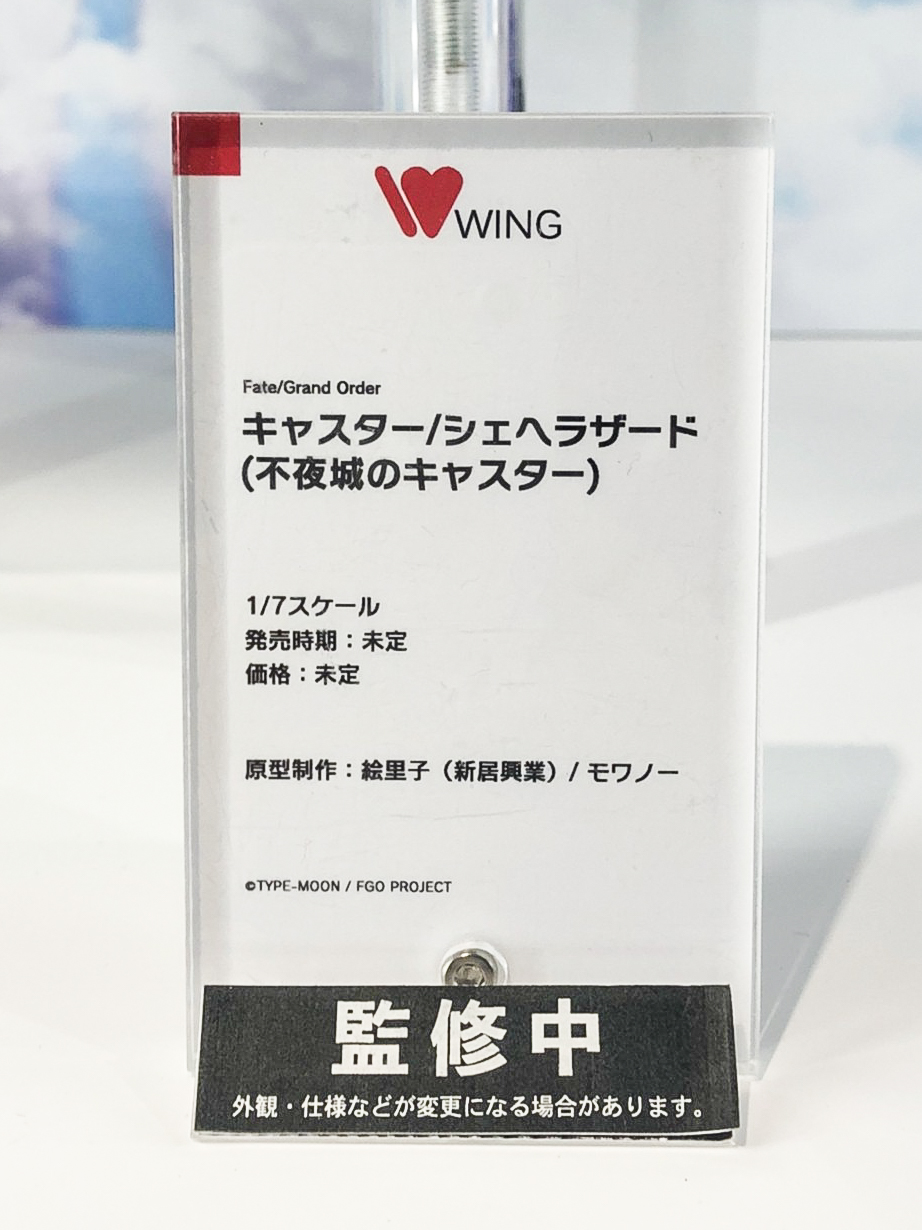 WING
Fate/Grand Order
キャスター/シェヘラザード
(不夜城のキャスター)
1/7スケール
発売時期：未定
価格：未定
原型制作：絵里子（新居興業）/ モワノー
©TYPE-MOON / FGO PROJECT
監修中
外観・仕様などが変更になる場合があります。